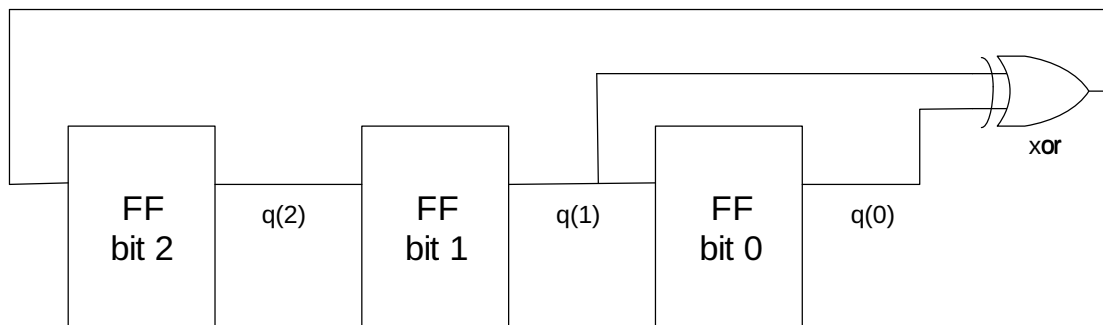 xor
FF
bit 2
q(2)
FF
bit 1
q(1)
FF
bit 0
q(0)